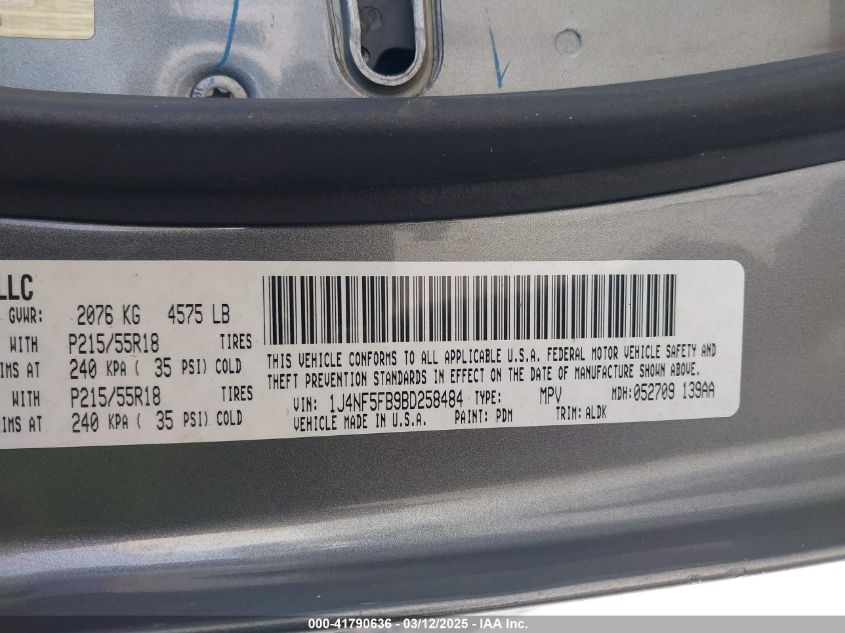 LLC
GVWR: 2076 KG 4575 LB
WITH P215/55R18 TIRES
IMS AT 240 KPA ( 35 PSI) COLD
WITH P215/55R18 TIRES
IMS AT 240 KPA ( 35 PSI) COLD
THIS VEHICLE CONFORMS TO ALL APPLICABLE U.S.A. FEDERAL MOTOR VEHICLE SAFETY AND
THEFT PREVENTION STANDARDS IN EFFECT ON THE DATE OF MANUFACTURE SHOWN ABOVE.
VIN: 1J4NF5FB9BD258484 TYPE: MPV MDH: 052709 139AA
VEHICLE MADE IN U.S.A. PAINT: PDM TRIM: ALDK
000-41790636 - 03/12/2025 - IAA Inc.